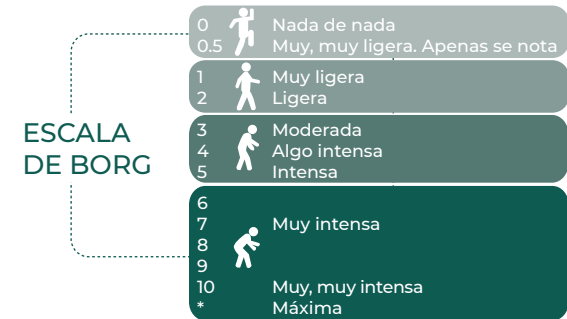 ESCALA
DE BORG
0 Nada de nada
0.5 Muy, muy ligera. Apenas se nota
1 Muy ligera
2 Ligera
3 Moderada
4 Algo intensa
5 Intensa
6
7 Muy intensa
8
9
10 Muy, muy intensa
* Máxima